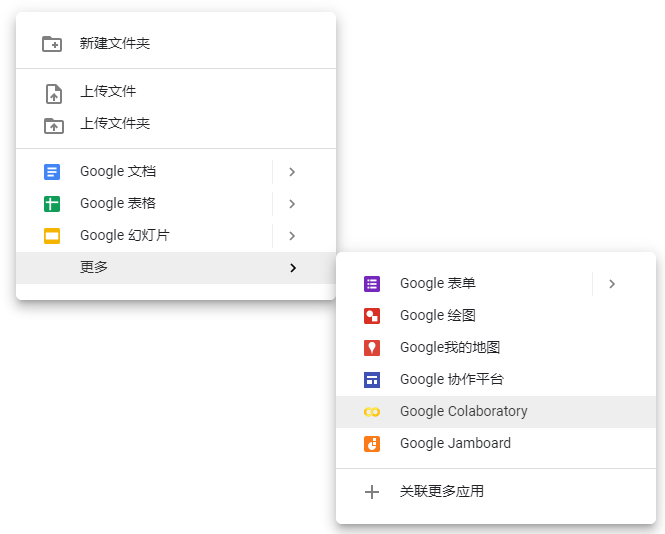 新建文件夹
上传文件
上传文件夹
Google 文档
Google 表格
Google 幻灯片
更多
Google 表单
Google 绘图
Google我的地图
Google 协作平台
Google Colaboratory
Google Jamboard
关联更多应用